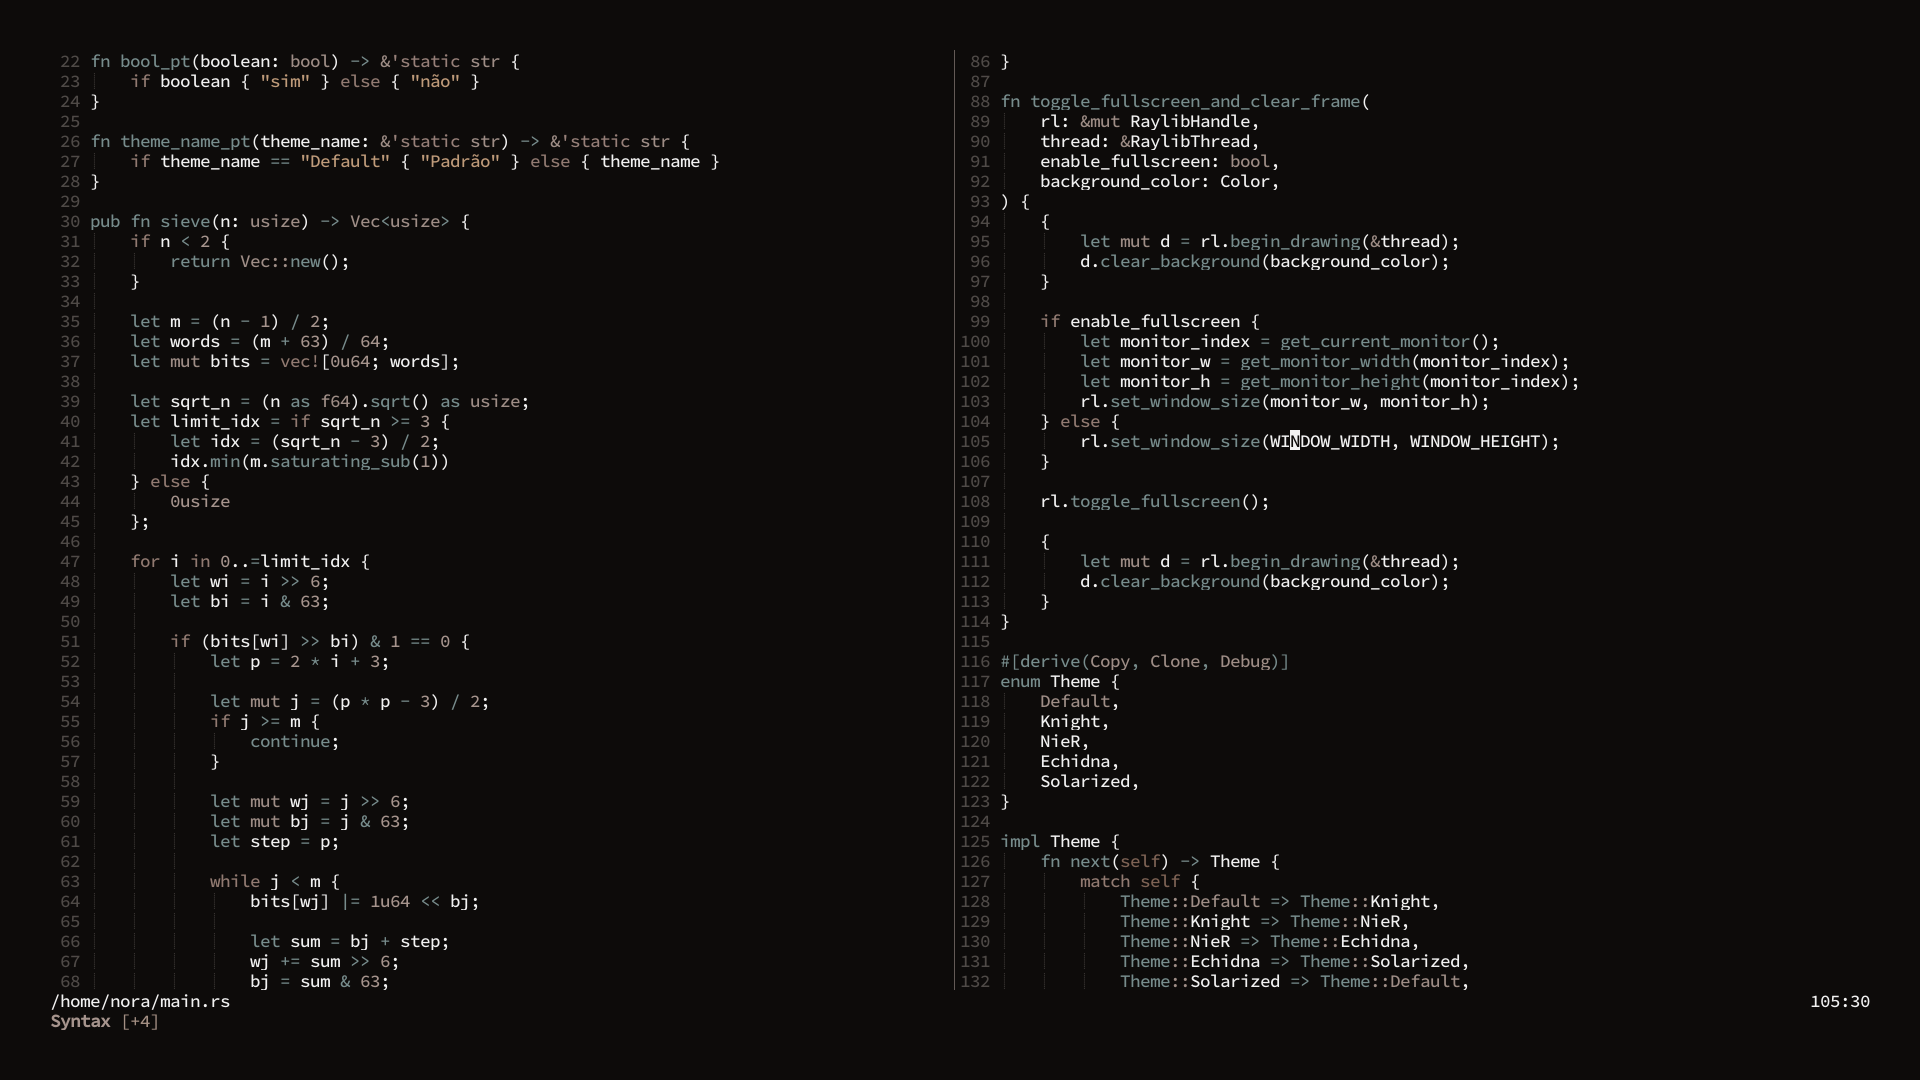 22 fn bool_pt(boolean: bool) -> &'static str {
23     if boolean { "sim" } else { "não" }
24 }
25
26 fn theme_name_pt(theme_name: &'static str) -> &'static str {
27     if theme_name == "Default" { "Padrão" } else { theme_name }
28 }
29
30 pub fn sieve(n: usize) -> Vec<usize> {
31     if n < 2 {
32         return Vec::new();
33     }
34
35     let m = (n - 1) / 2;
36     let words = (m + 63) / 64;
37     let mut bits = vec![0u64; words];
38
39     let sqrt_n = (n as f64).sqrt() as usize;
40     let limit_idx = if sqrt_n >= 3 {
41         let idx = (sqrt_n - 3) / 2;
42         idx.min(m.saturating_sub(1))
43     } else {
44         0usize
45     };
46
47     for i in 0..=limit_idx {
48         let wi = i >> 6;
49         let bi = i & 63;
50
51         if (bits[wi] >> bi) & 1 == 0 {
52             let p = 2 * i + 3;
53
54             let mut j = (p * p - 3) / 2;
55             if j >= m {
56                 continue;
57             }
58
59             let mut wj = j >> 6;
60             let mut bj = j & 63;
61             let step = p;
62
63             while j < m {
64                 bits[wj] |= 1u64 << bj;
65
66                 let sum = bj + step;
67                 wj += sum >> 6;
68                 bj = sum & 63;
86 }
87
88 fn toggle_fullscreen_and_clear_frame(
89     rl: &mut RaylibHandle,
90     thread: &RaylibThread,
91     enable_fullscreen: bool,
92     background_color: Color,
93 ) {
94     {
95         let mut d = rl.begin_drawing(&thread);
96         d.clear_background(background_color);
97     }
98
99     if enable_fullscreen {
100         let monitor_index = get_current_monitor();
101         let monitor_w = get_monitor_width(monitor_index);
102         let monitor_h = get_monitor_height(monitor_index);
103         rl.set_window_size(monitor_w, monitor_h);
104     } else {
105         rl.set_window_size(WINDOW_WIDTH, WINDOW_HEIGHT);
106     }
107
108     rl.toggle_fullscreen();
109
110     {
111         let mut d = rl.begin_drawing(&thread);
112         d.clear_background(background_color);
113     }
114 }
115
116 #[derive(Copy, Clone, Debug)]
117 enum Theme {
118     Default,
119     Knight,
120     NieR,
121     Echidna,
122     Solarized,
123 }
124
125 impl Theme {
126     fn next(self) -> Theme {
127         match self {
128             Theme::Default => Theme::Knight,
129             Theme::Knight => Theme::NieR,
130             Theme::NieR => Theme::Echidna,
131             Theme::Echidna => Theme::Solarized,
132             Theme::Solarized => Theme::Default,
/home/nora/main.rs 105:30
Syntax [+4]